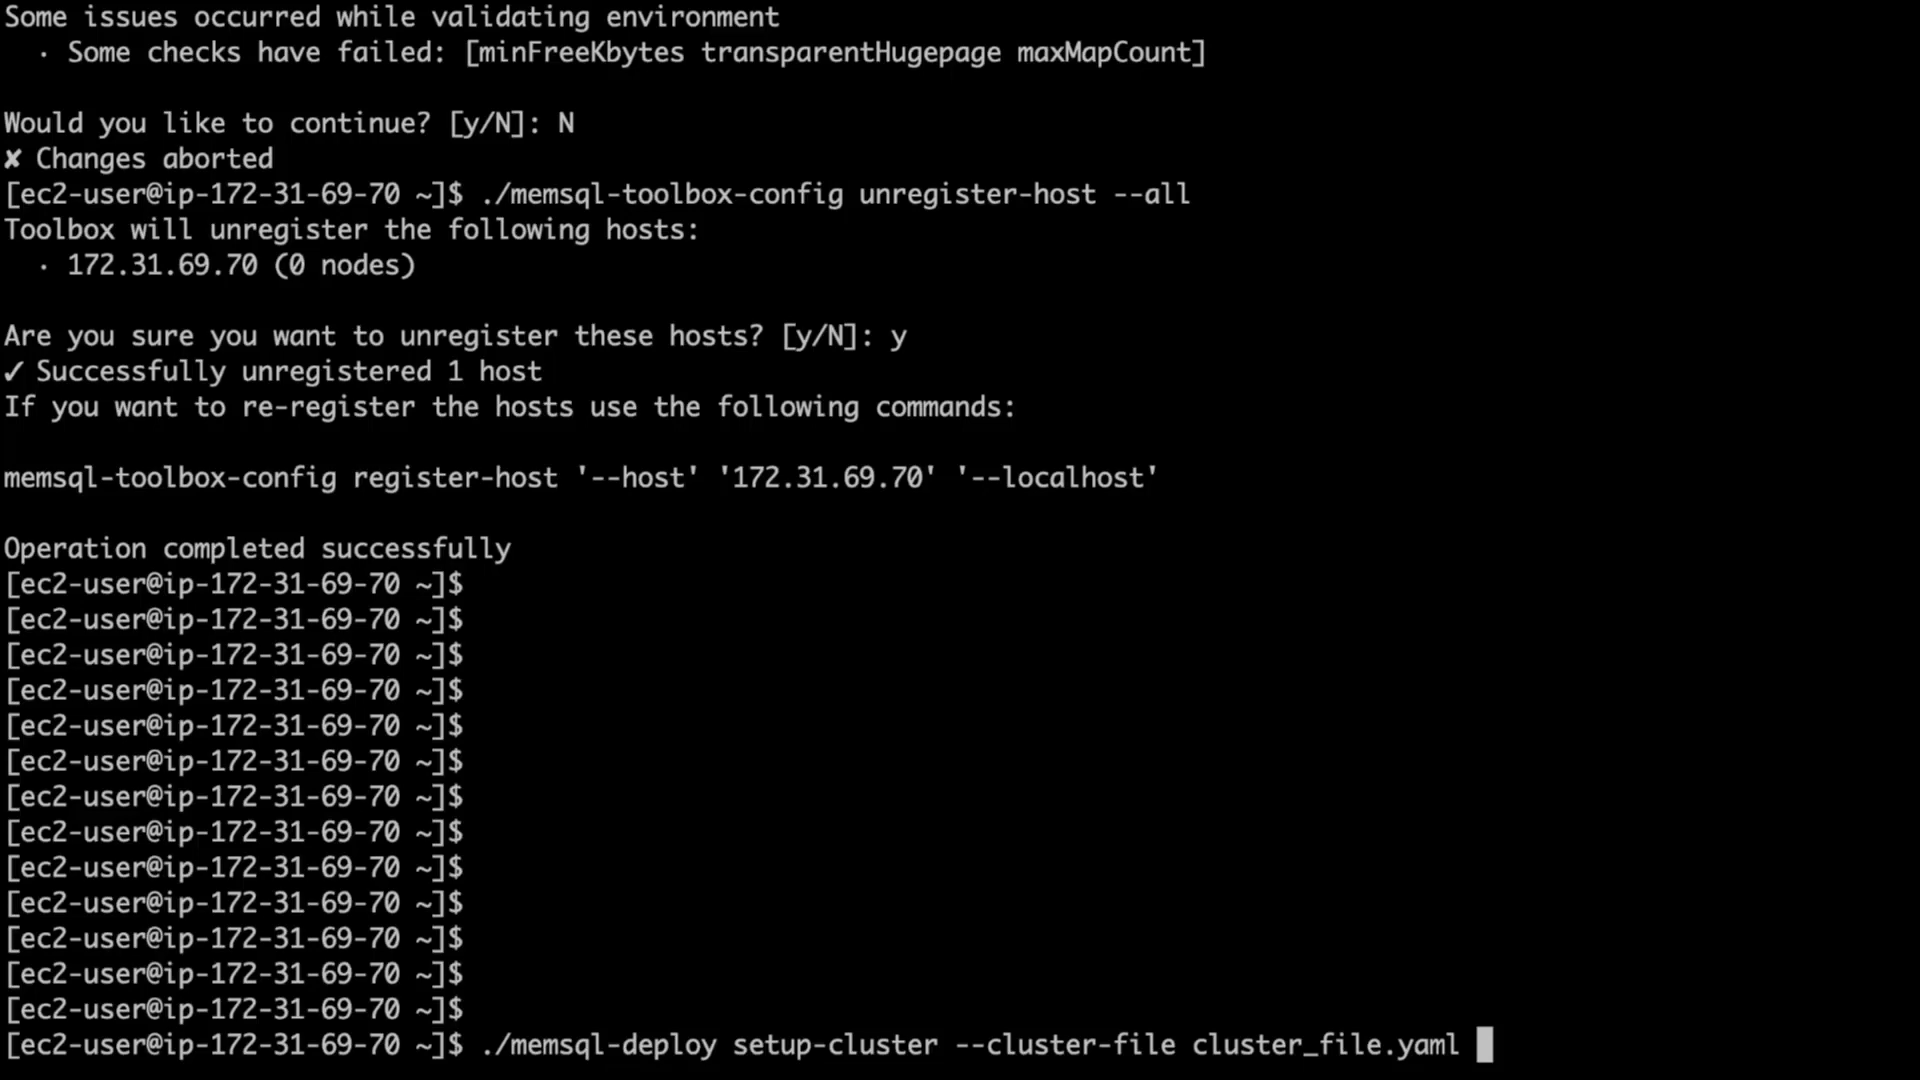 Some issues occurred while validating environment
· Some checks have failed: [minFreeKbytes transparentHugepage maxMapCount]
Would you like to continue? [y/N]: N
✘ Changes aborted
[ec2-user@ip-172-31-69-70 ~]$ ./memsql-toolbox-config unregister-host --all
Toolbox will unregister the following hosts:
· 172.31.69.70 (0 nodes)
Are you sure you want to unregister these hosts? [y/N]: y
✓ Successfully unregistered 1 host
If you want to re-register the hosts use the following commands:
memsql-toolbox-config register-host '--host' '172.31.69.70' '--localhost'
Operation completed successfully
[ec2-user@ip-172-31-69-70 ~]$
[ec2-user@ip-172-31-69-70 ~]$
[ec2-user@ip-172-31-69-70 ~]$
[ec2-user@ip-172-31-69-70 ~]$
[ec2-user@ip-172-31-69-70 ~]$
[ec2-user@ip-172-31-69-70 ~]$
[ec2-user@ip-172-31-69-70 ~]$
[ec2-user@ip-172-31-69-70 ~]$
[ec2-user@ip-172-31-69-70 ~]$
[ec2-user@ip-172-31-69-70 ~]$
[ec2-user@ip-172-31-69-70 ~]$
[ec2-user@ip-172-31-69-70 ~]$
[ec2-user@ip-172-31-69-70 ~]$
[ec2-user@ip-172-31-69-70 ~]$ ./memsql-deploy setup-cluster --cluster-file cluster_file.yaml